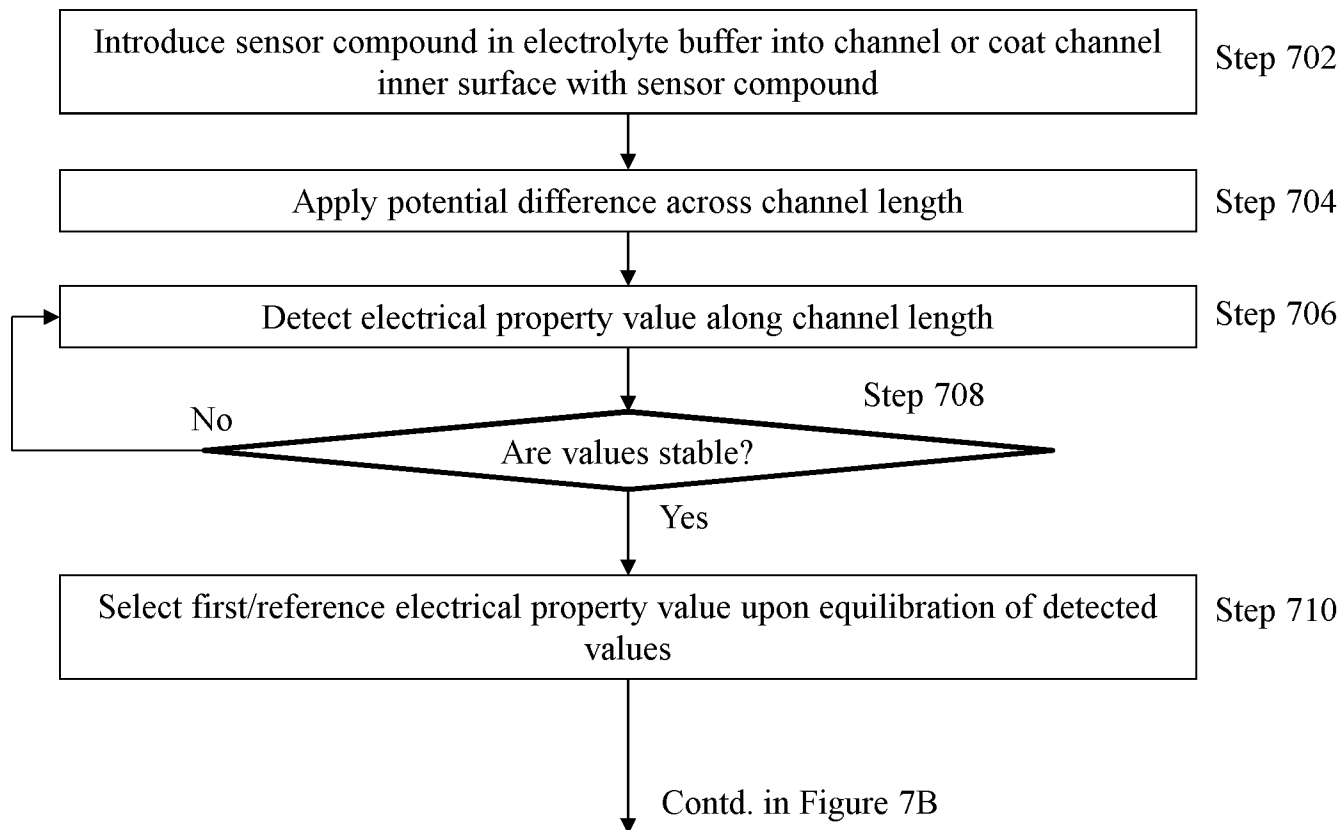 Introduce sensor compound in electrolyte buffer into channel or coat channel
inner surface with sensor compound
Step 702
Apply potential difference across channel length
Step 704
Detect electrical property value along channel length
Step 706
Step 708
No
Are values stable?
Yes
Select first/reference electrical property value upon equilibration of detected
values
Step 710
Contd. in Figure 7B